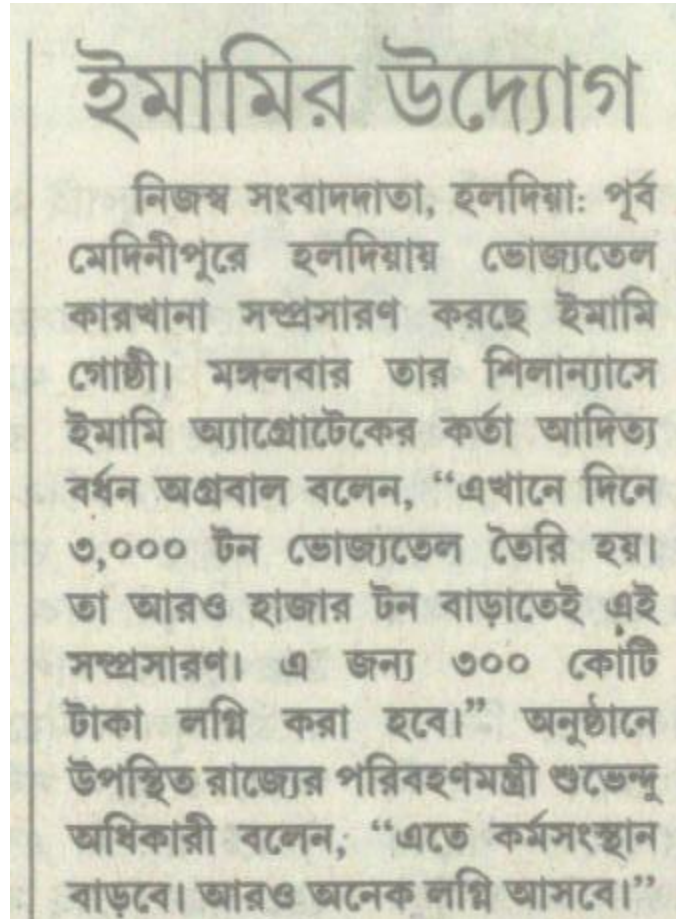 ইমামির উদ্যোগ
নিজস্ব সংবাদদাতা, হলদিয়া: পূর্ব
মেদিনীপুরে হলদিয়ায় ভোজ্যতেল
কারখানা সম্প্রসারণ করছে ইমামি
গোষ্ঠী। মঙ্গলবার তার শিলান্যাসে
ইমামি অ্যাগ্রোটেকের কর্তা আদিত্য
বর্ধন অগ্রবাল বলেন, “এখানে দিনে
৩,০০০ টন ভোজ্যতেল তৈরি হয়।
তা আরও হাজার টন বাড়াতেই এই
সম্প্রসারণ। এ জন্য ৩০০ কোটি
টাকা লগ্নি করা হবে।” অনুষ্ঠানে
উপস্থিত রাজ্যের পরিবহণমন্ত্রী শুভেন্দু
অধিকারী বলেন, “এতে কর্মসংস্থান
বাড়বে। আরও অনেক লগ্নি আসবে।”